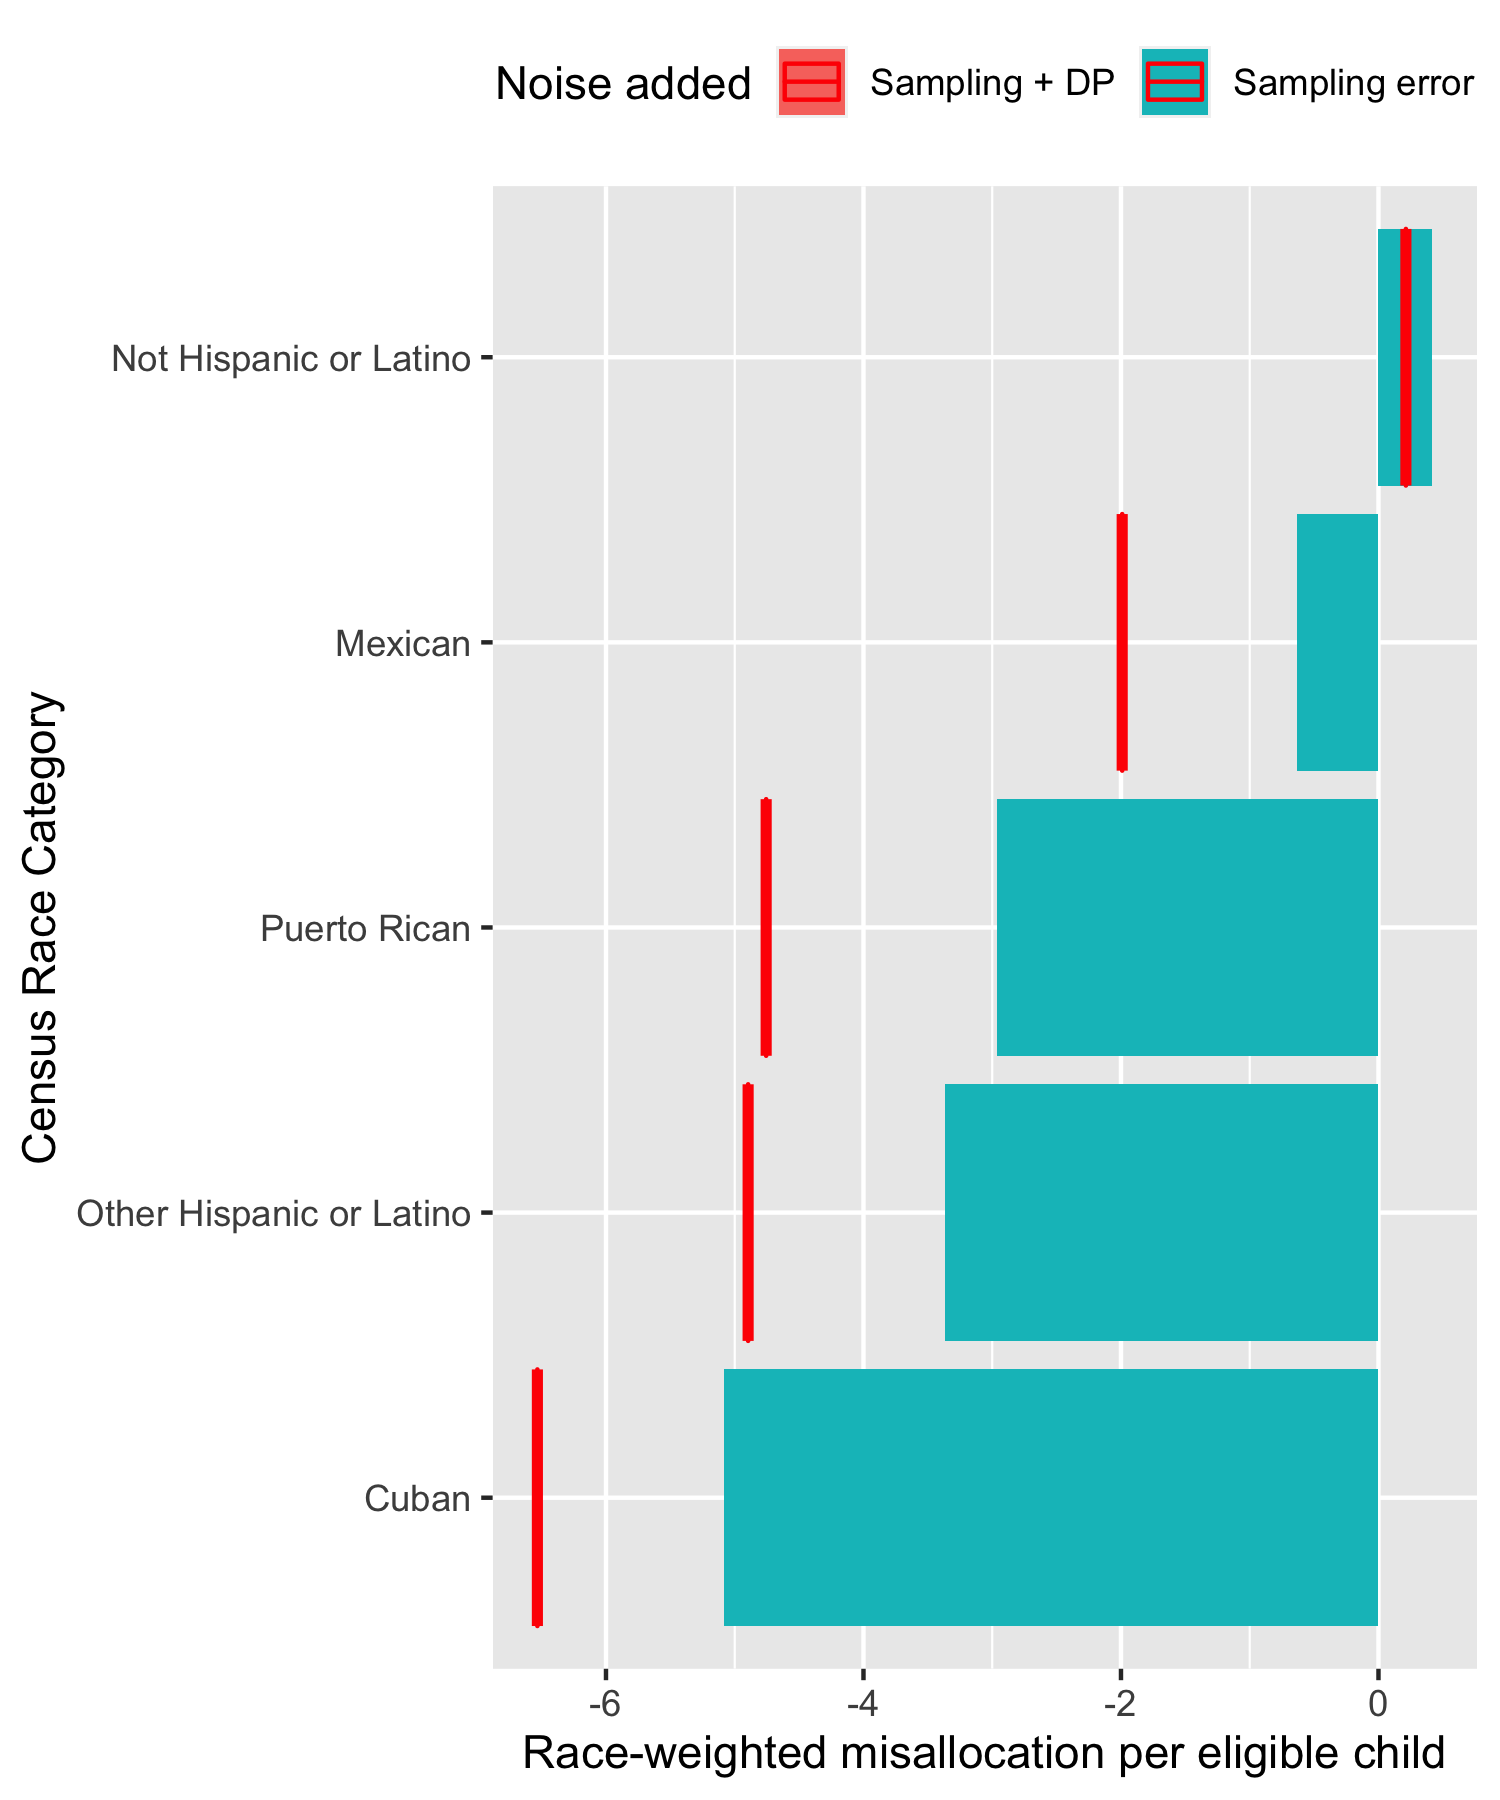 Noise added Sampling + DP Sampling error
Not Hispanic or Latino
Mexican
Puerto Rican
Other Hispanic or Latino
Cuban
Census Race Category
-6 -4 -2 0
Race-weighted misallocation per eligible child